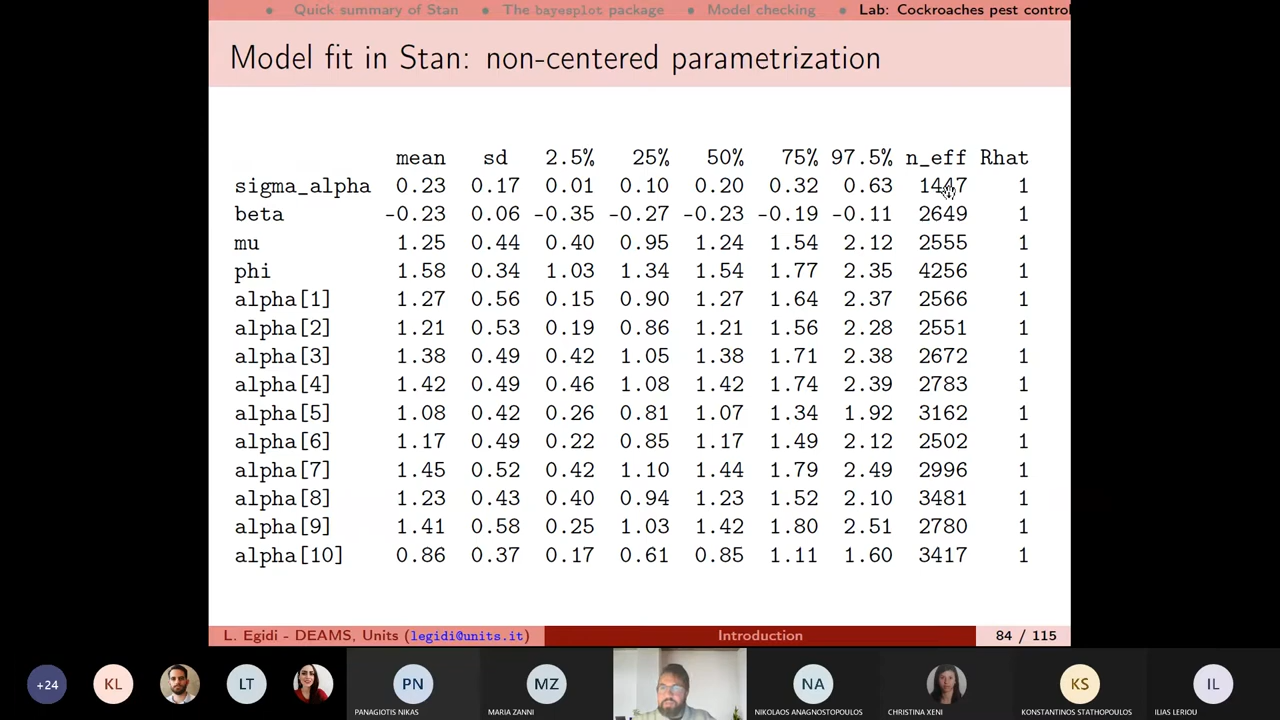 • Quick summary of Stan • The bayesplot package • Model checking • Lab: Cockroaches pest control
Model fit in Stan: non-centered parametrization
mean sd 2.5% 25% 50% 75% 97.5% n_eff Rhat
sigma_alpha 0.23 0.17 0.01 0.10 0.20 0.32 0.63 1447 1
beta -0.23 0.06 -0.35 -0.27 -0.23 -0.19 -0.11 2649 1
mu 1.25 0.44 0.40 0.95 1.24 1.54 2.12 2555 1
phi 1.58 0.34 1.03 1.34 1.54 1.77 2.35 4256 1
alpha[1] 1.27 0.56 0.15 0.90 1.27 1.64 2.37 2566 1
alpha[2] 1.21 0.53 0.19 0.86 1.21 1.56 2.28 2551 1
alpha[3] 1.38 0.49 0.42 1.05 1.38 1.71 2.38 2672 1
alpha[4] 1.42 0.49 0.46 1.08 1.42 1.74 2.39 2783 1
alpha[5] 1.08 0.42 0.26 0.81 1.07 1.34 1.92 3162 1
alpha[6] 1.17 0.49 0.22 0.85 1.17 1.49 2.12 2502 1
alpha[7] 1.45 0.52 0.42 1.10 1.44 1.79 2.49 2996 1
alpha[8] 1.23 0.43 0.40 0.94 1.23 1.52 2.10 3481 1
alpha[9] 1.41 0.58 0.25 1.03 1.42 1.80 2.51 2780 1
alpha[10] 0.86 0.37 0.17 0.61 0.85 1.11 1.60 3417 1
L. Egidi - DEAMS, Units (legidi@units.it) Introduction 84 / 115
+24 KL LT PN MZ NA KS IL
PANAGIOTIS NIKAS MARIA ZANNI NIKOLAOS ANAGNOSTOPOULOS CHRISTINA XENI KONSTANTINOS STATHOPOULOS ILIAS LERIOU